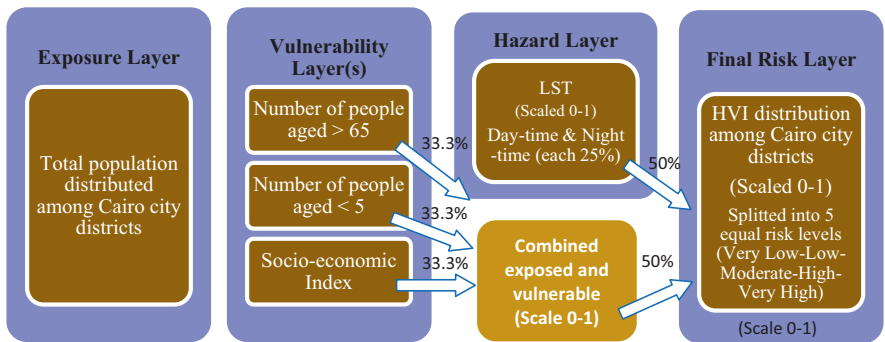 Exposure Layer
Total population
distributed
among Cairo city
districts
Vulnerability
Layer(s)
Number of people
aged > 65
Number of people
aged < 5
Socio-economic
Index
33.3%
33.3%
33.3%
Hazard Layer
LST
(Scaled 0-1)
Day-time & Night
-time (each 25%)
Combined
exposed and
vulnerable
(Scale 0-1)
50%
50%
Final Risk Layer
HVI distribution
among Cairo city
districts
(Scaled 0-1)
Splitted into 5
equal risk levels
(Very Low-Low-
Moderate-High-
Very High)
(Scale 0-1)